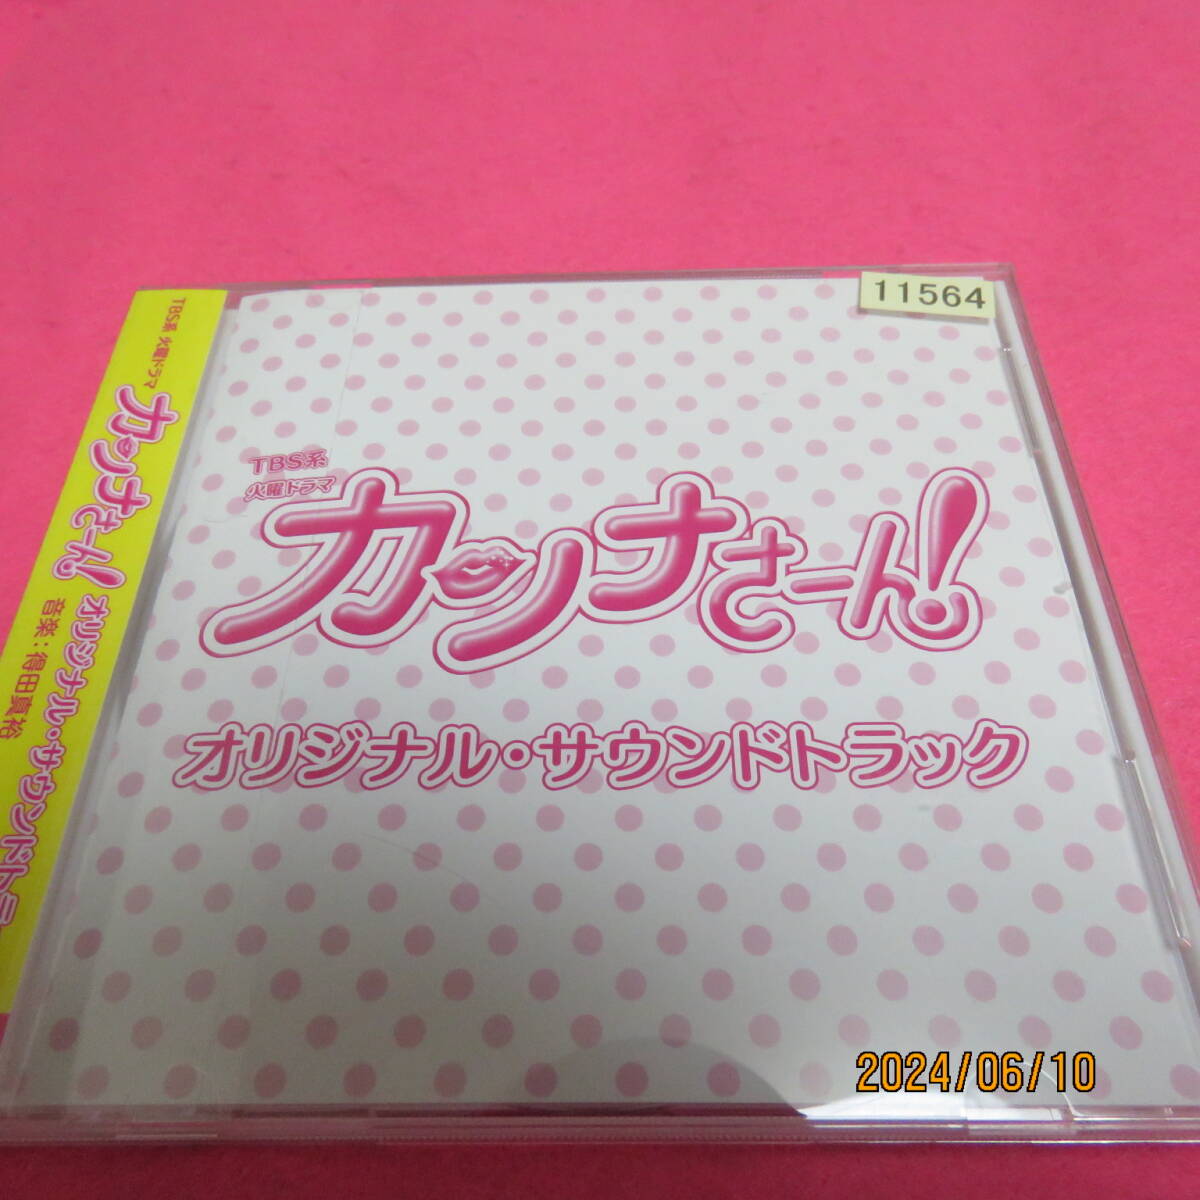 11564
TBS系
火曜ドラマ
カンナさーん!
オリジナル・サウンドトラック
TBS系 火曜ドラマ
カンナさーん!
オリジナル・サウンドトラ
音楽:得田真裕
2024/06/10